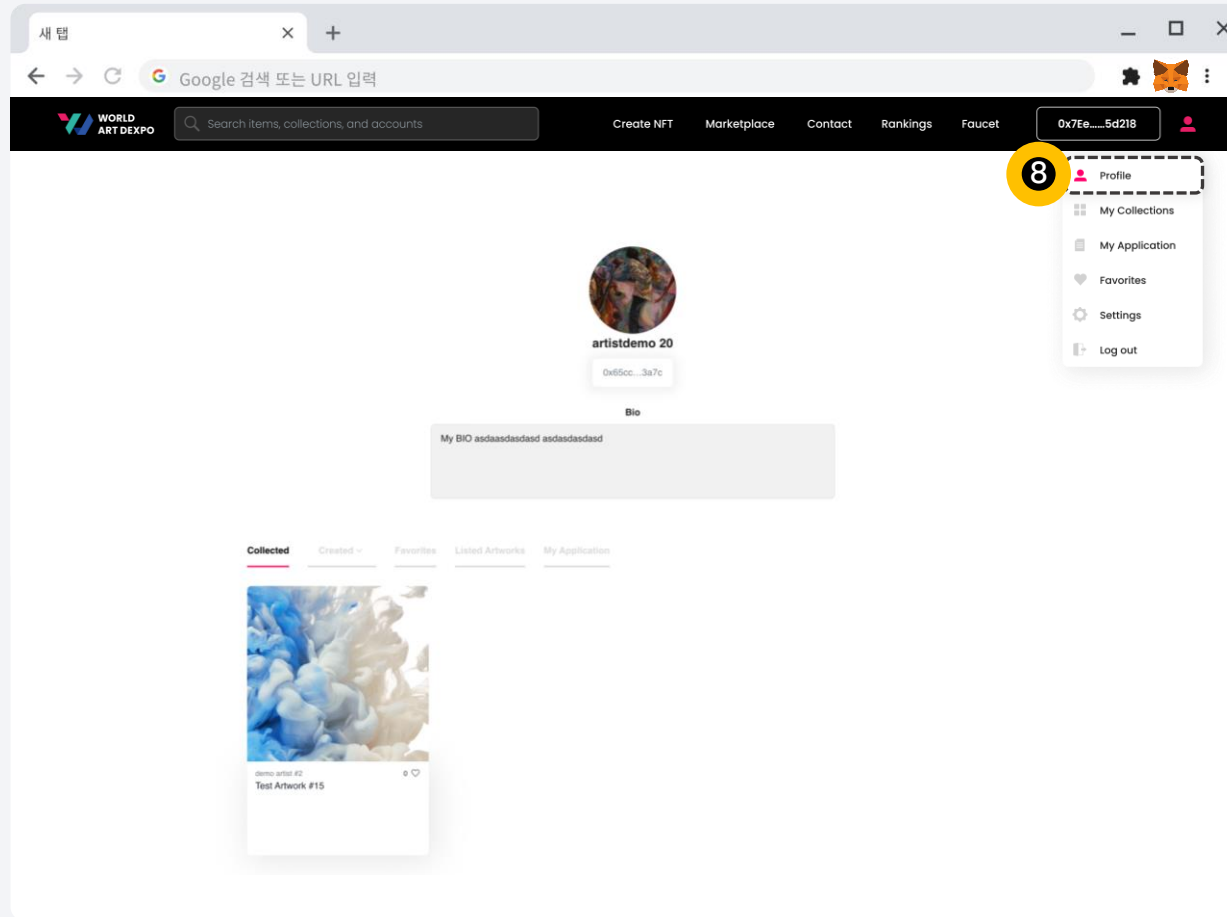 새 탭
Google 검색 또는 URL 입력
WORLD
ART DEXPO
Search items, collections, and accounts
Create NFT
Marketplace
Contact
Rankings
Faucet
0x7Ee......5d218
8
Profile
My Collections
My Application
Favorites
Settings
Log out
artistdemo 20
0x65cc...3a7c
Bio
My BIO asdaasdasdasd asdasdasdasd
Collected
Created
Favorites
Listed Artworks
My Application
demo artist #2
0
Test Artwork #15